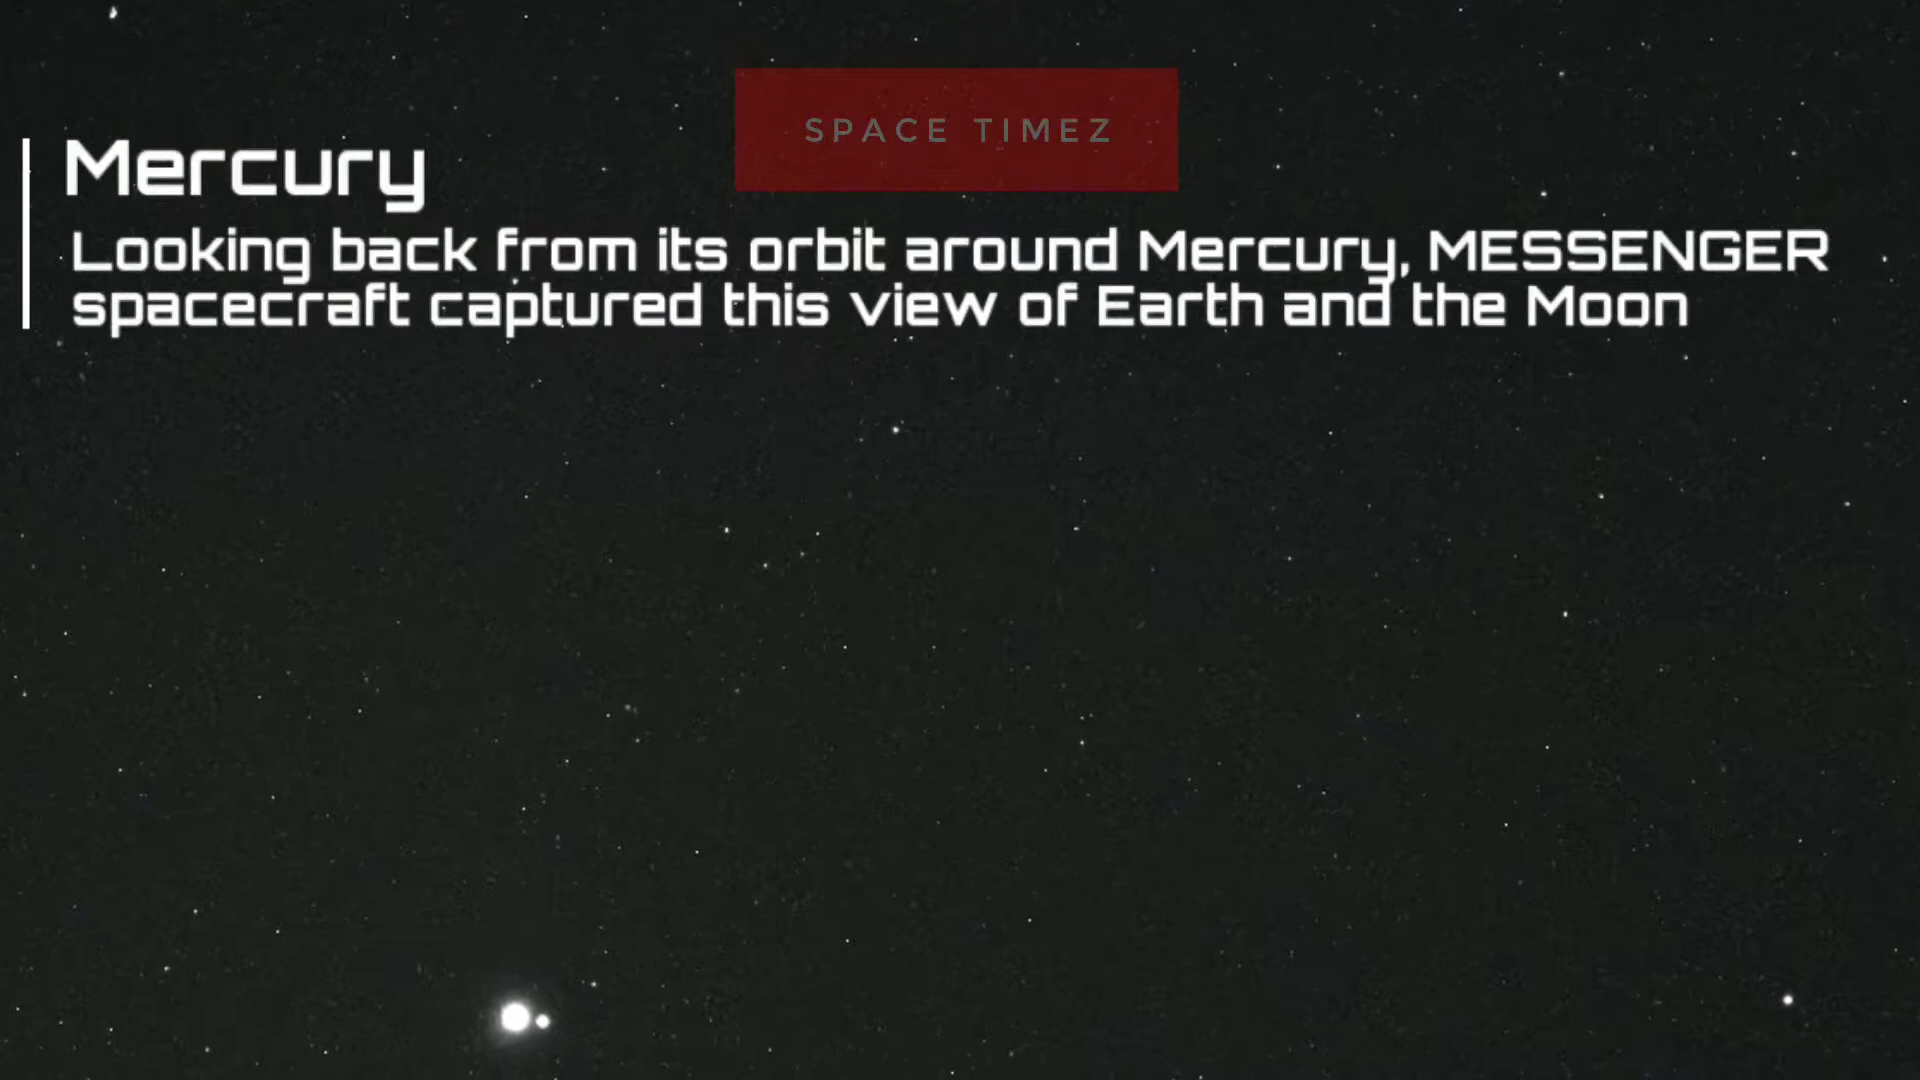 SPACE TIMEZ
Mercury
Looking back from its orbit around Mercury, MESSENGER
spacecraft captured this view of Earth and the Moon